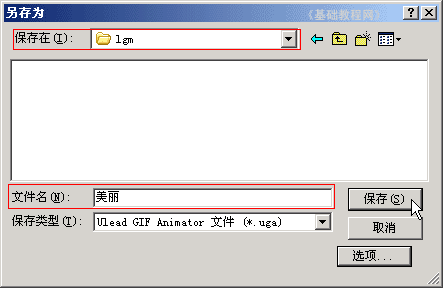 另存为 《基础教程网》
保存在(I): lgm
文件名(N): 美丽 保存(S)
保存类型(T): Ulead GIF Animator 文件 (*.uga) 取消
选项...